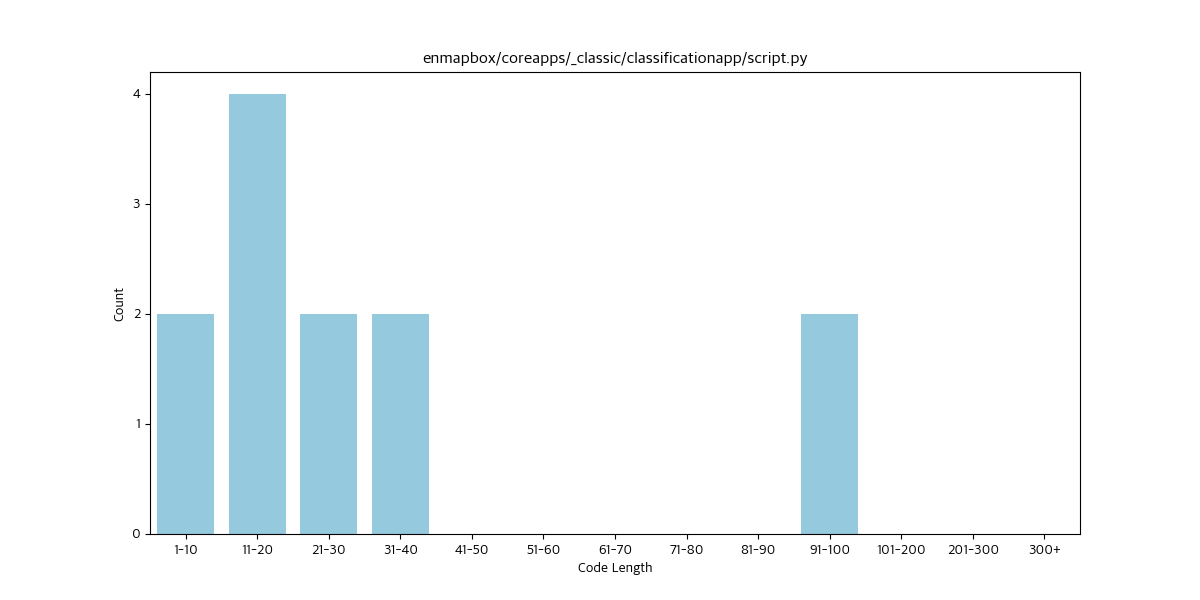 enmapbox/coreapps/_classic/classificationapp/script.py
4
3
2
1
0
Count
1-10 11-20 21-30 31-40 41-50 51-60 61-70 71-80 81-90 91-100 101-200 201-300 300+
Code Length